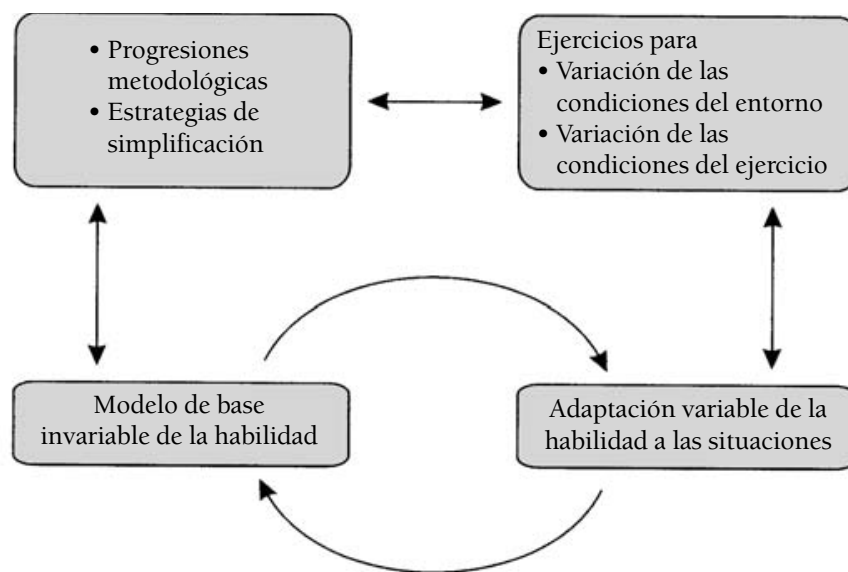 • Progresiones
metodológicas
• Estrategias de
simplificación
Ejercicios para
• Variación de las
condiciones del entorno
• Variación de las
condiciones del ejercicio
Modelo de base
invariable de la habilidad
Adaptación variable de la
habilidad a las situaciones